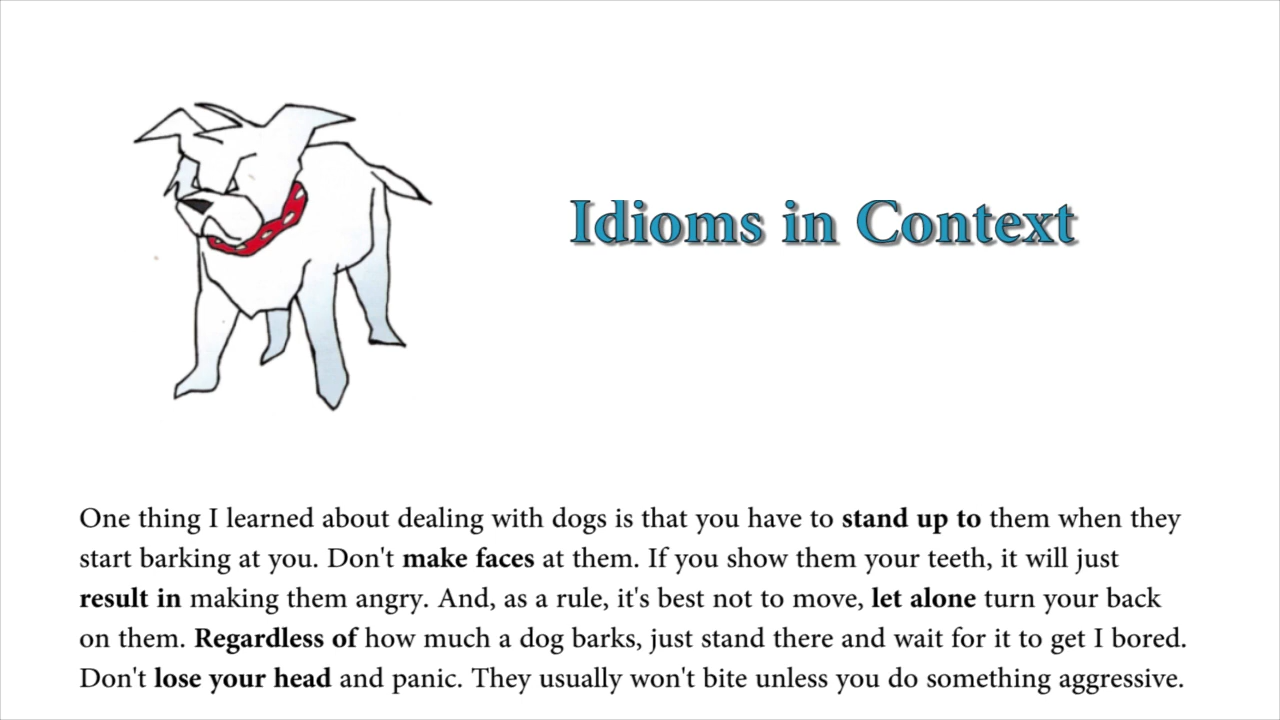 Idioms in Context
One thing I learned about dealing with dogs is that you have to stand up to them when they
start barking at you. Don't make faces at them. If you show them your teeth, it will just
result in making them angry. And, as a rule, it's best not to move, let alone turn your back
on them. Regardless of how much a dog barks, just stand there and wait for it to get I bored.
Don't lose your head and panic. They usually won't bite unless you do something aggressive.